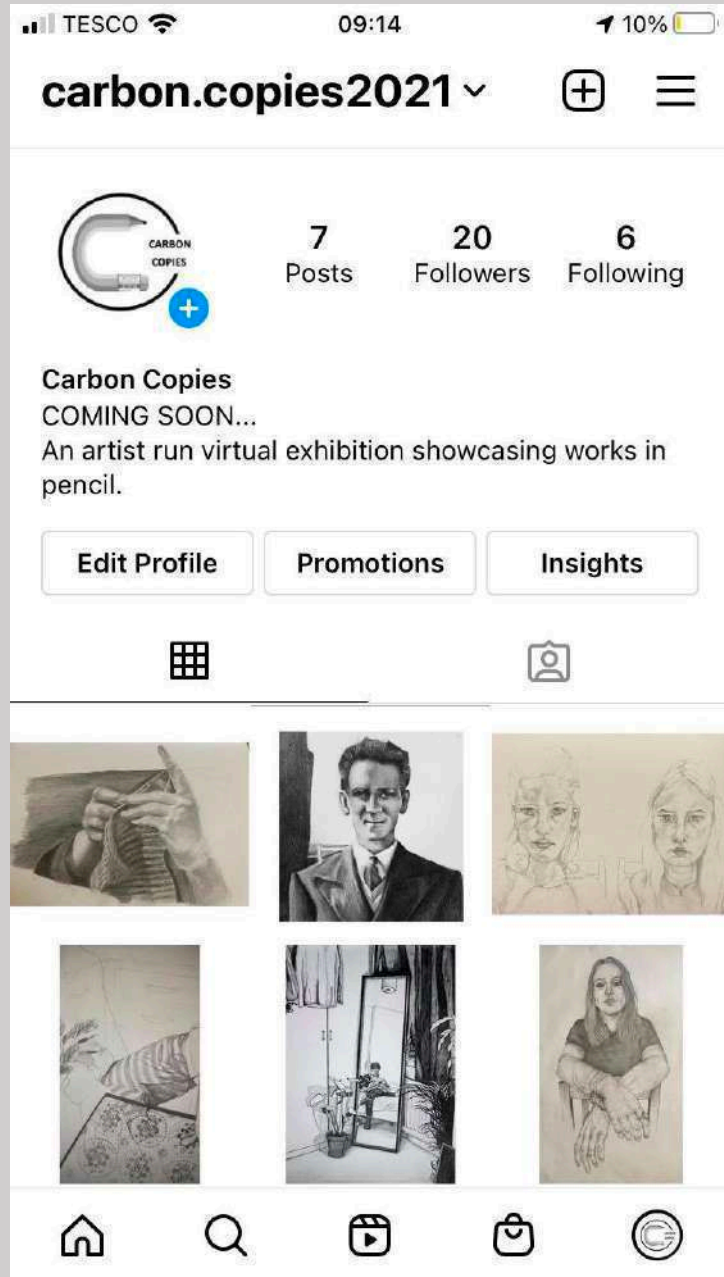 TESCO 09:14 10%
carbon.copies2021
CARBON
COPIES
7 20 6
Posts Followers Following
Carbon Copies
COMING SOON...
An artist run virtual exhibition showcasing works in
pencil.
Edit Profile Promotions Insights